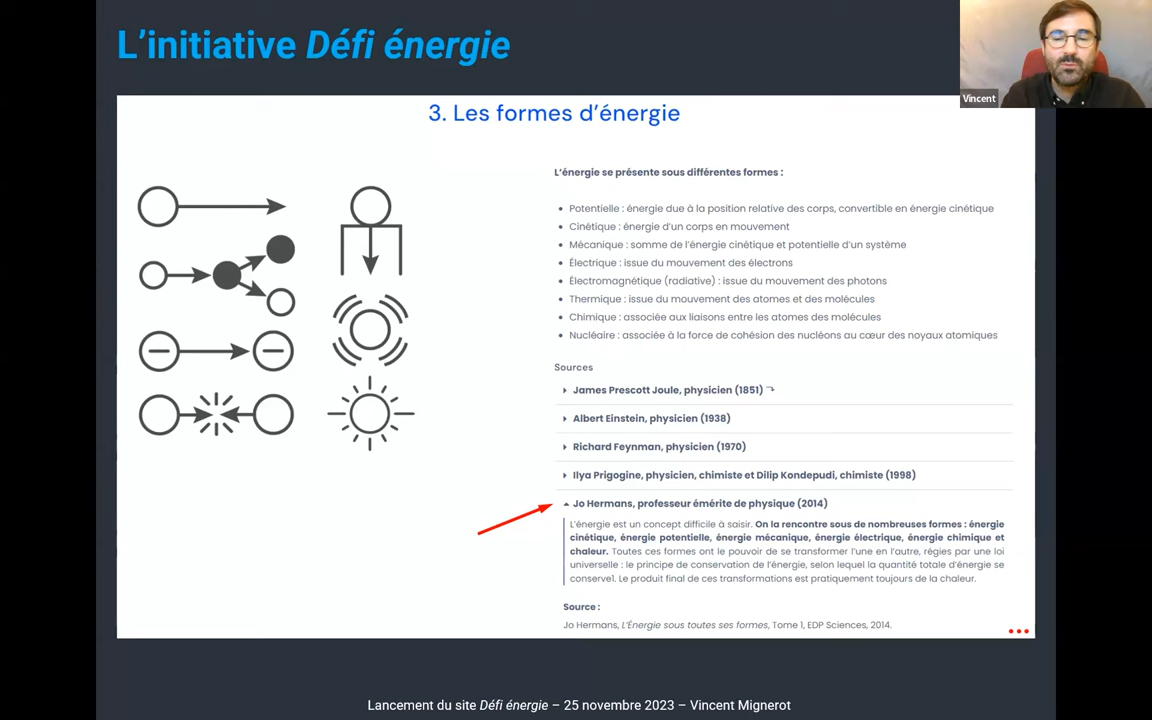 L’initiative Défi énergie
Vincent
3. Les formes d’énergie
L’énergie se présente sous différentes formes :
• Potentielle : énergie due à la position relative des corps, convertible en énergie cinétique
• Cinétique : énergie d’un corps en mouvement
• Mécanique : somme de l’énergie cinétique et potentielle d’un système
• Électrique : issue du mouvement des électrons
• Électromagnétique (radiative) : issue du mouvement des photons
• Thermique : issue du mouvement des atomes et des molécules
• Chimique : associée aux liaisons entre les atomes des molécules
• Nucléaire : associée à la force de cohésion des nucléons au cœur des noyaux atomiques
Sources
James Prescott Joule, physicien (1851)
Albert Einstein, physicien (1938)
Richard Feynman, physicien (1970)
Ilya Prigogine, physicien, chimiste et Dilip Kondepudi, chimiste (1998)
Jo Hermans, professeur émérite de physique (2014)
L’énergie est un concept difficile à saisir. On la rencontre sous de nombreuses formes : énergie
cinétique, énergie potentielle, énergie mécanique, énergie électrique, énergie chimique et
chaleur. Toutes ces formes ont le pouvoir de se transformer l’une en l’autre, régies par une loi
universelle : le principe de conservation de l’énergie, selon lequel la quantité totale d’énergie se
conserve1. Le produit final de ces transformations est pratiquement toujours de la chaleur.
Source :
Jo Hermans, L’Énergie sous toutes ses formes, Tome 1, EDP Sciences, 2014.
Lancement du site Défi énergie – 25 novembre 2023 – Vincent Mignerot